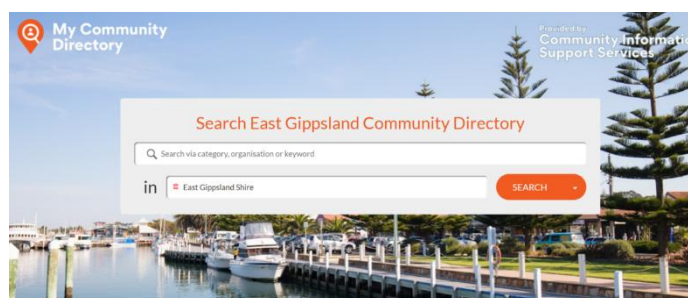 My Community
Directory
Provided by
Community Informatio
Support Services
Search East Gippsland Community Directory
Search via category, organisation or keyword
in
East Gippsland Shire
SEARCH